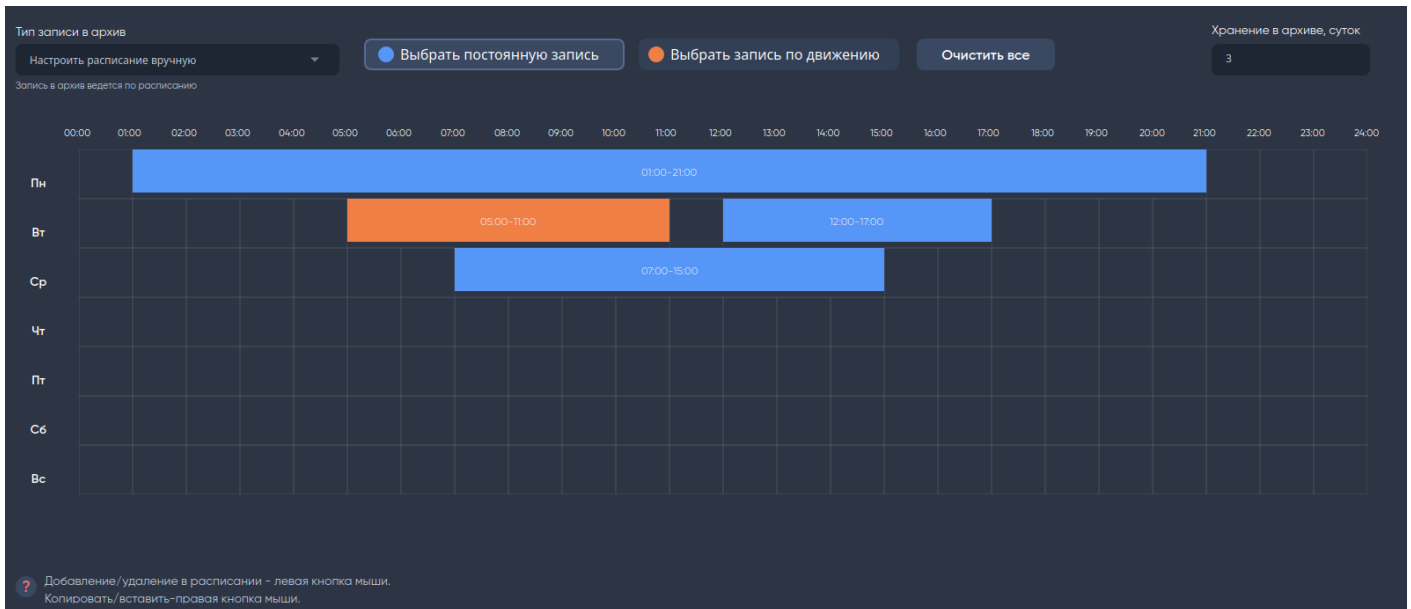 Тип записи в архив
Хранение в архиве, суток
Настроить расписание вручную
Выбрать постоянную запись
Выбрать запись по движению
Очистить все
3
Запись в архив ведется по расписанию
00:00 01:00 02:00 03:00 04:00 05:00 06:00 07:00 08:00 09:00 10:00 11:00 12:00 13:00 14:00 15:00 16:00 17:00 18:00 19:00 20:00 21:00 22:00 23:00 24:00
Пн
01:00-21:00
Вт
05:00-11:00
12:00-17:00
Ср
07:00-15:00
Чт
Пт
Сб
Вс
?
Добавление/удаление в расписании - левая кнопка мыши.
Копировать/вставить-правая кнопка мыши.